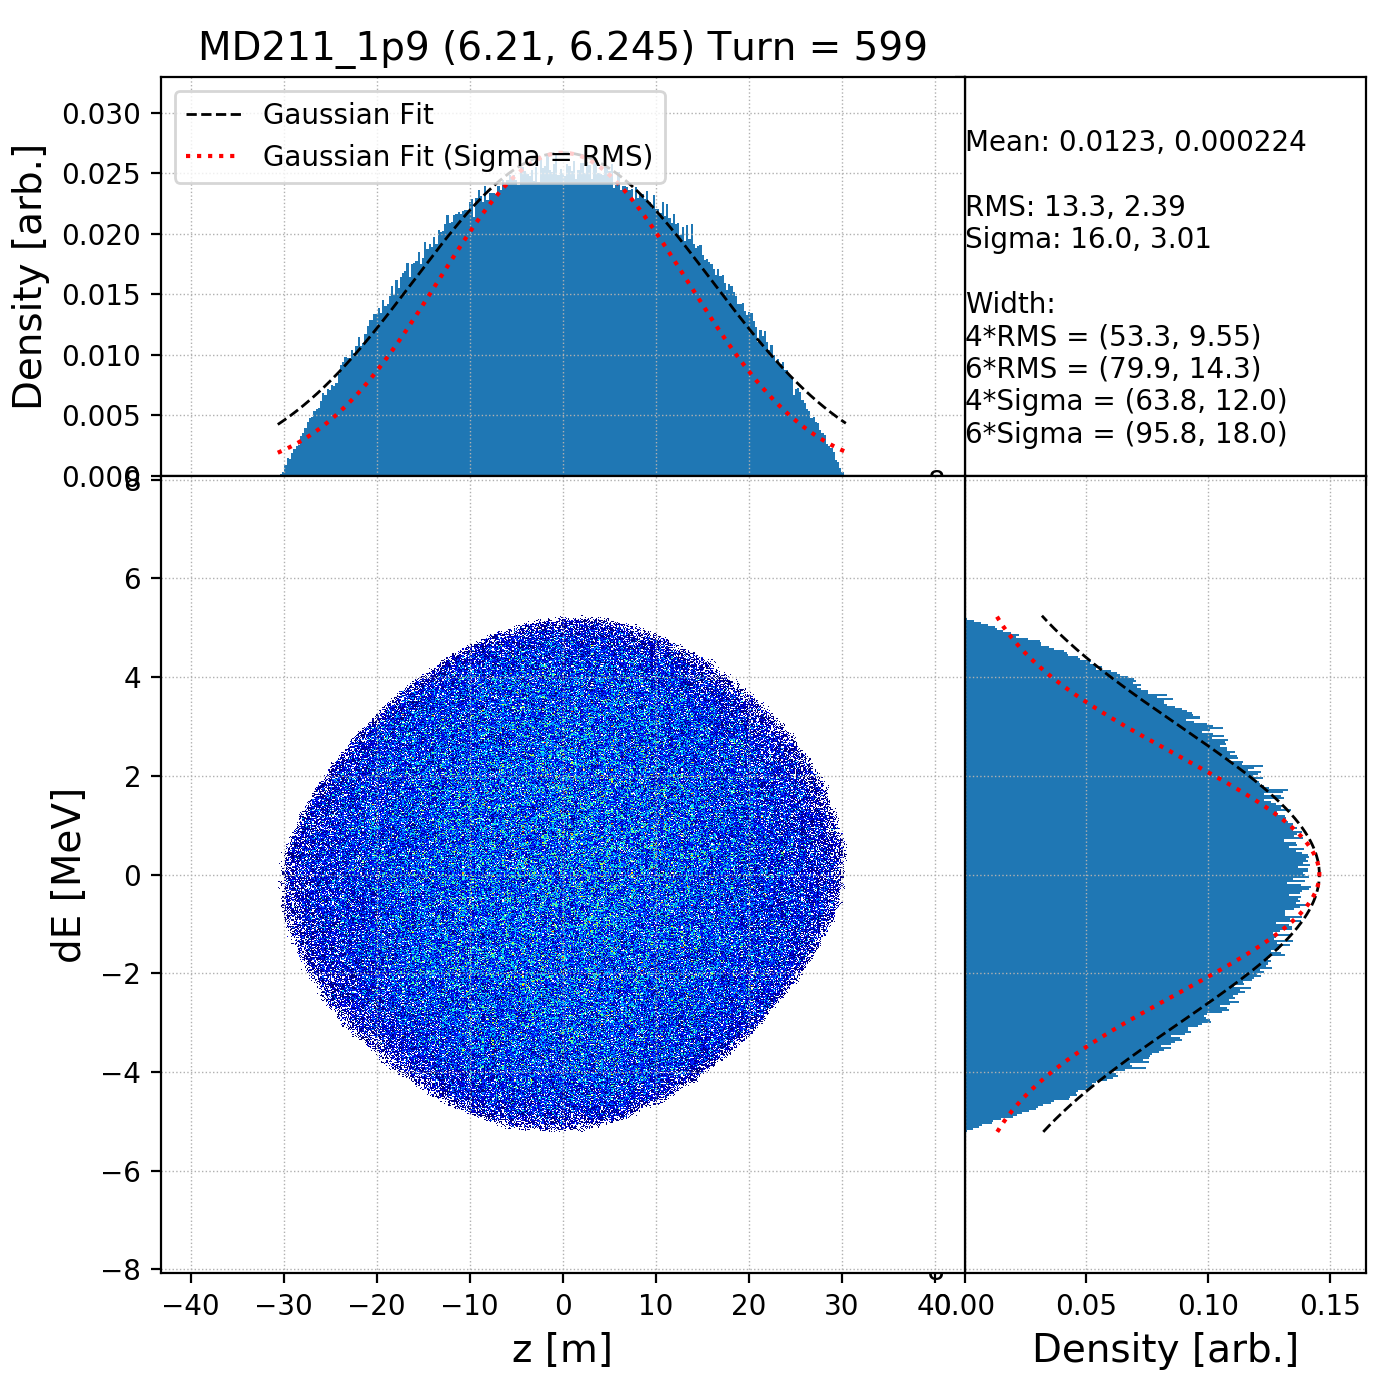 MD211_1p9 (6.21, 6.245) Turn = 599
Gaussian Fit
Gaussian Fit (Sigma = RMS)
Density [arb.]
0.030
0.025
0.020
0.015
0.010
0.005
0.000
Mean: 0.0123, 0.000224
RMS: 13.3, 2.39
Sigma: 16.0, 3.01
Width:
4*RMS = (53.3, 9.55)
6*RMS = (79.9, 14.3)
4*Sigma = (63.8, 12.0)
6*Sigma = (95.8, 18.0)
dE [MeV]
8
6
4
2
0
−2
−4
−6
−8
−40 −30 −20 −10 0 10 20 30 40
z [m]
0.00 0.05 0.10 0.15
Density [arb.]